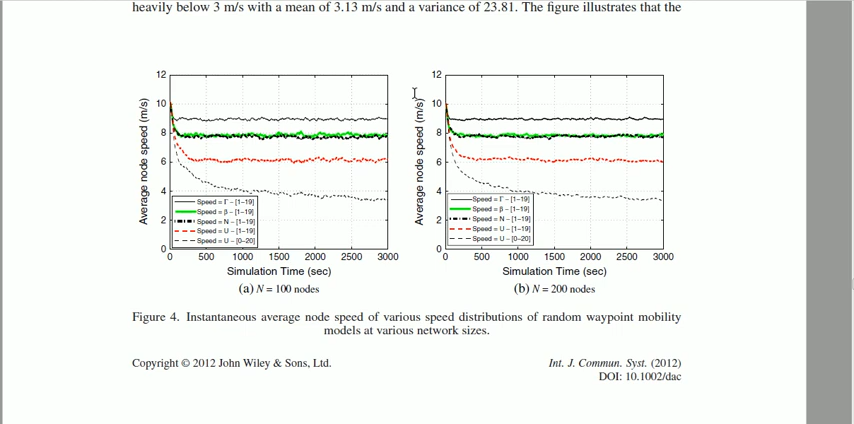 heavily below 3 m/s with a mean of 3.13 m/s and a variance of 23.81. The figure illustrates that the
12
10
8
6
4
2
0
Average node speed (m/s)
Speed = Γ – [1–19]
Speed = β – [1–19]
Speed = N – [1–19]
Speed = U – [1–19]
Speed = U – [0–20]
0 500 1000 1500 2000 2500 3000
Simulation Time (sec)
(a) N = 100 nodes
12
10
8
6
4
2
0
Average node speed (m/s)
Speed = Γ – [1–19]
Speed = β – [1–19]
Speed = N – [1–19]
Speed = U – [1–19]
Speed = U – [0–20]
0 500 1000 1500 2000 2500 3000
Simulation Time (sec)
(b) N = 200 nodes
Figure 4. Instantaneous average node speed of various speed distributions of random waypoint mobility
models at various network sizes.
Copyright © 2012 John Wiley & Sons, Ltd.
Int. J. Commun. Syst. (2012)
DOI: 10.1002/dac